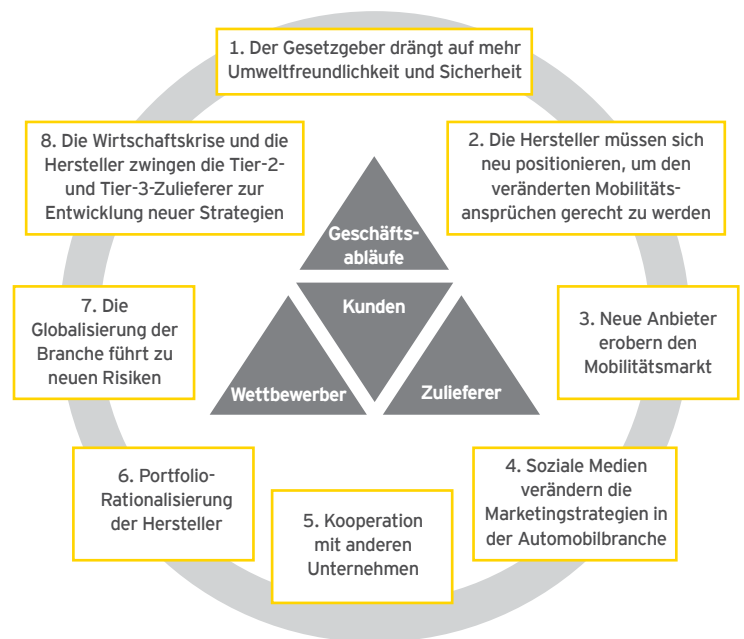 1. Der Gesetzgeber drängt auf mehr
Umweltfreundlichkeit und Sicherheit
2. Die Hersteller müssen sich
neu positionieren, um den
veränderten Mobilitäts-
ansprüchen gerecht zu werden
3. Neue Anbieter
erobern den
Mobilitätsmarkt
4. Soziale Medien
verändern die
Marketingstrategien in
der Automobilbranche
5. Kooperation
mit anderen
Unternehmen
6. Portfolio-
Rationalisierung
der Hersteller
7. Die
Globalisierung der
Branche führt zu
neuen Risiken
8. Die Wirtschaftskrise und die
Hersteller zwingen die Tier-2-
und Tier-3-Zulieferer zur
Entwicklung neuer Strategien
Geschäfts-
abläufe
Kunden
Wettbewerber
Zulieferer